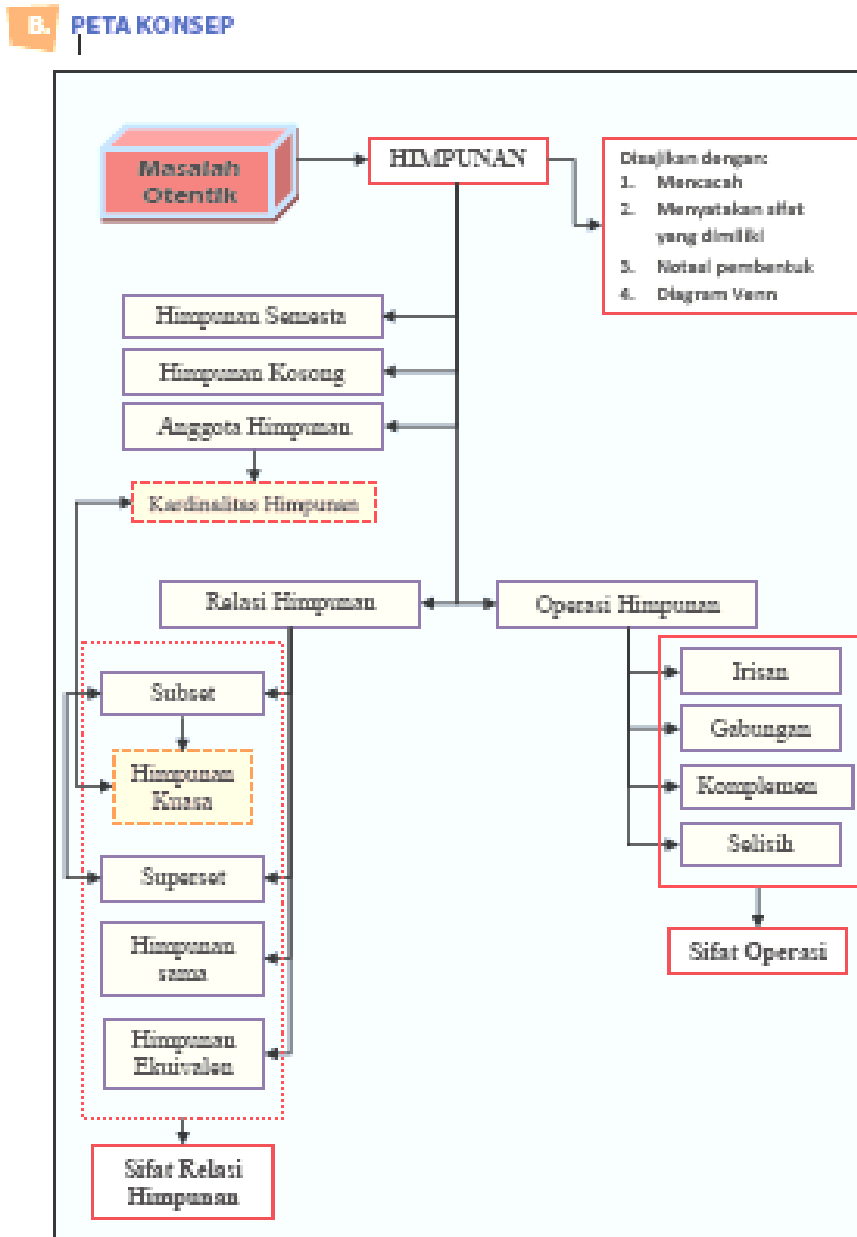 B. PETA KONSEP
Masalah
Otentik
HIMPUNAN
Disajikan dengan:
1. Mencacah
2. Menyatakan sifat
yang dimiliki
3. Notasi pembentuk
4. Diagram Venn
Himpunan Semesta
Himpunan Kosong
Anggota Himpunan
Kardinalitas Himpunan
Relasi Himpunan
Operasi Himpunan
Subset
Himpunan
Kuasa
Superset
Himpunan
sama
Himpunan
Ekuivalen
Sifat Relasi
Himpunan
Irisan
Gabungan
Komplemen
Selisih
Sifat Operasi